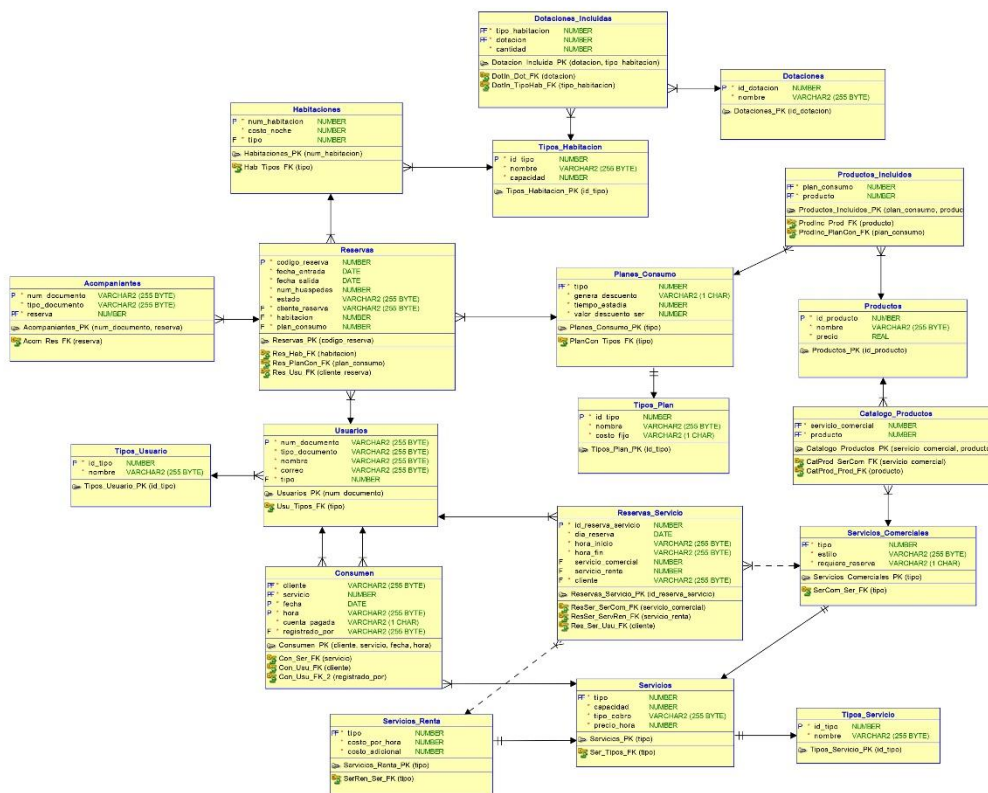 Dotaciones_Incluidas
PF * tipo_habitacion NUMBER
PF * dotacion NUMBER
* cantidad NUMBER
Dotacion_Incluida_PK (dotacion, tipo_habitacion)
DotIn_Dot_FK (dotacion)
DotIn_TipoHab_FK (tipo_habitacion)
Dotaciones
P * id_dotacion NUMBER
* nombre VARCHAR2 (255 BYTE)
Dotaciones_PK (id_dotacion)
Habitaciones
P * num_habitacion NUMBER
* costo_noche NUMBER
F * tipo NUMBER
Habitaciones_PK (num_habitacion)
Hab_Tipos_FK (tipo)
Tipos_Habitacion
P * id_tipo NUMBER
* nombre VARCHAR2 (255 BYTE)
* capacidad NUMBER
Tipos_Habitacion_PK (id_tipo)
Productos_Incluidos
PF * plan_consumo NUMBER
PF * producto NUMBER
Productos_Incluidos_PK (plan_consumo, produc
ProdInc_Prod_FK (producto)
ProdInc_PlanCon_FK (plan_consumo)
Reservas
P * codigo_reserva NUMBER
* fecha_entrada DATE
* fecha_salida DATE
* num_huespedes NUMBER
* estado VARCHAR2 (255 BYTE)
F * cliente_reserva VARCHAR2 (255 BYTE)
F * habitacion NUMBER
F * plan_consumo NUMBER
Reservas_PK (codigo_reserva)
Res_Hab_FK (habitacion)
Res_PlanCon_FK (plan_consumo)
Res_Usu_FK (cliente_reserva)
Acompaniantes
P * num_documento VARCHAR2 (255 BYTE)
* tipo_documento VARCHAR2 (255 BYTE)
PF * reserva NUMBER
Acompaniantes_PK (num_documento, reserva)
Acom_Res_FK (reserva)
Planes_Consumo
PF * tipo NUMBER
* genera_descuento VARCHAR2 (1 CHAR)
* tiempo_estadia NUMBER
* valor_descuento_ser NUMBER
Planes_Consumo_PK (tipo)
PlanCon_Tipos_FK (tipo)
Productos
P * id_producto NUMBER
* nombre VARCHAR2 (255 BYTE)
* precio REAL
Productos_PK (id_producto)
Tipos_Plan
P * id_tipo NUMBER
* nombre VARCHAR2 (255 BYTE)
* costo_fijo VARCHAR2 (1 CHAR)
Tipos_Plan_PK (id_tipo)
Catalogo_Productos
PF * servicio_comercial NUMBER
PF * producto NUMBER
Catalogo_Productos_PK (servicio_comercial, producto
CatProd_SerCom_FK (servicio_comercial)
CatProd_Prod_FK (producto)
Usuarios
P * num_documento VARCHAR2 (255 BYTE)
* tipo_documento VARCHAR2 (255 BYTE)
* nombre VARCHAR2 (255 BYTE)
* correo VARCHAR2 (255 BYTE)
F * tipo NUMBER
Usuarios_PK (num_documento)
Usu_Tipos_FK (tipo)
Tipos_Usuario
P * id_tipo NUMBER
* nombre VARCHAR2 (255 BYTE)
Tipos_Usuario_PK (id_tipo)
Reservas_Servicio
P * id_reserva_servicio NUMBER
* dia_reserva DATE
* hora_inicio VARCHAR2 (255 BYTE)
* hora_fin VARCHAR2 (255 BYTE)
F servicio_comercial NUMBER
F servicio_renta NUMBER
F * cliente VARCHAR2 (255 BYTE)
Reservas_Servicio_PK (id_reserva_servicio)
ResSer_SerCom_FK (servicio_comercial)
ResSer_ServRen_FK (servicio_renta)
Res_Ser_Usu_FK (cliente)
Servicios_Comerciales
PF * tipo NUMBER
* estilo VARCHAR2 (255 BYTE)
* requiere_reserva VARCHAR2 (1 CHAR)
Servicios_Comerciales_PK (tipo)
SerCom_Ser_FK (tipo)
Consumen
PF * cliente VARCHAR2 (255 BYTE)
PF * servicio NUMBER
P * fecha DATE
P * hora VARCHAR2 (255 BYTE)
* cuenta_pagada VARCHAR2 (1 CHAR)
F * registrado_por VARCHAR2 (255 BYTE)
Consumen_PK (cliente, servicio, fecha, hora)
Con_Ser_FK (servicio)
Con_Usu_FK (cliente)
Con_Usu_FK_2 (registrado_por)
Servicios
PF * tipo NUMBER
* capacidad NUMBER
* tipo_cobro VARCHAR2 (255 BYTE)
* precio_hora NUMBER
Servicios_PK (tipo)
Ser_Tipos_FK (tipo)
Servicios_Renta
PF * tipo NUMBER
* costo_por_hora NUMBER
* costo_adicional NUMBER
Servicios_Renta_PK (tipo)
SerRen_Ser_FK (tipo)
Tipos_Servicio
P * id_tipo NUMBER
* nombre VARCHAR2 (255 BYTE)
Tipos_Servicio_PK (id_tipo)